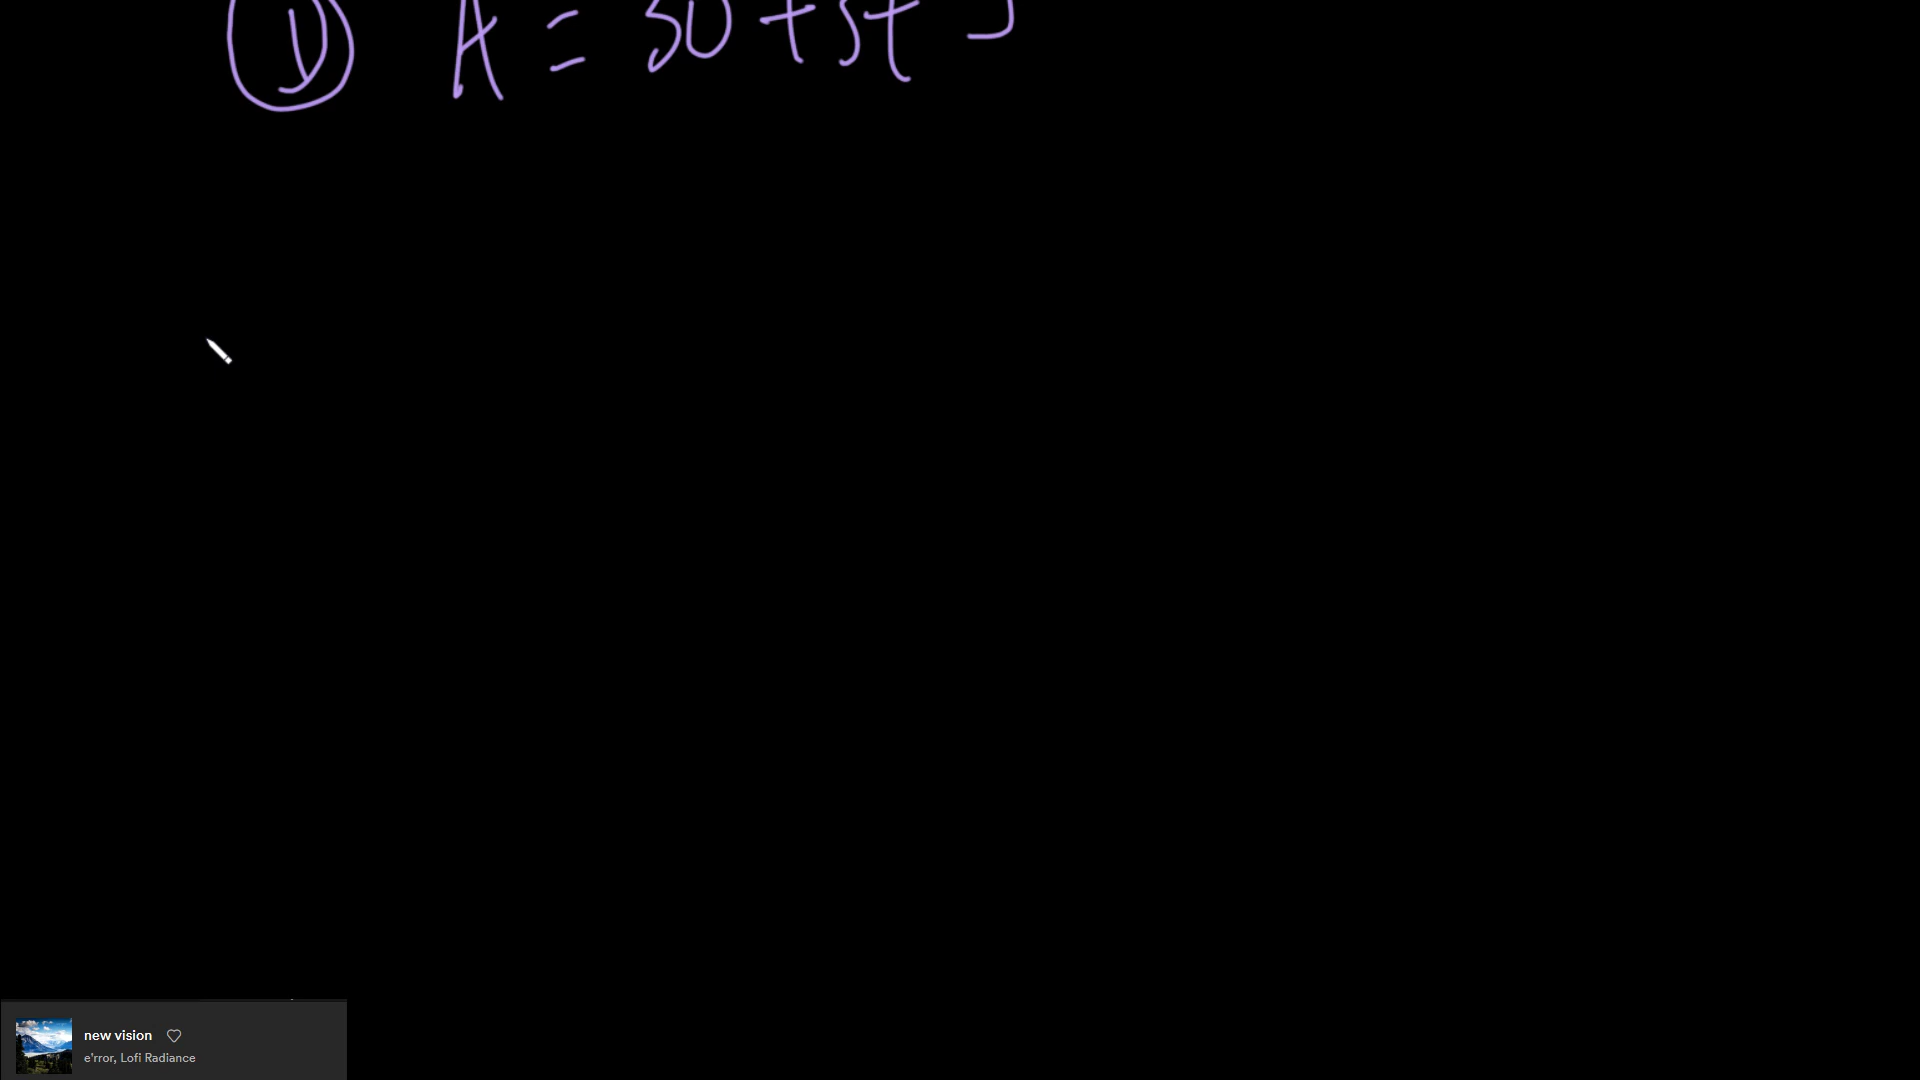 ① A = 30 + 5t
new vision
e'rror, Lofi Radiance